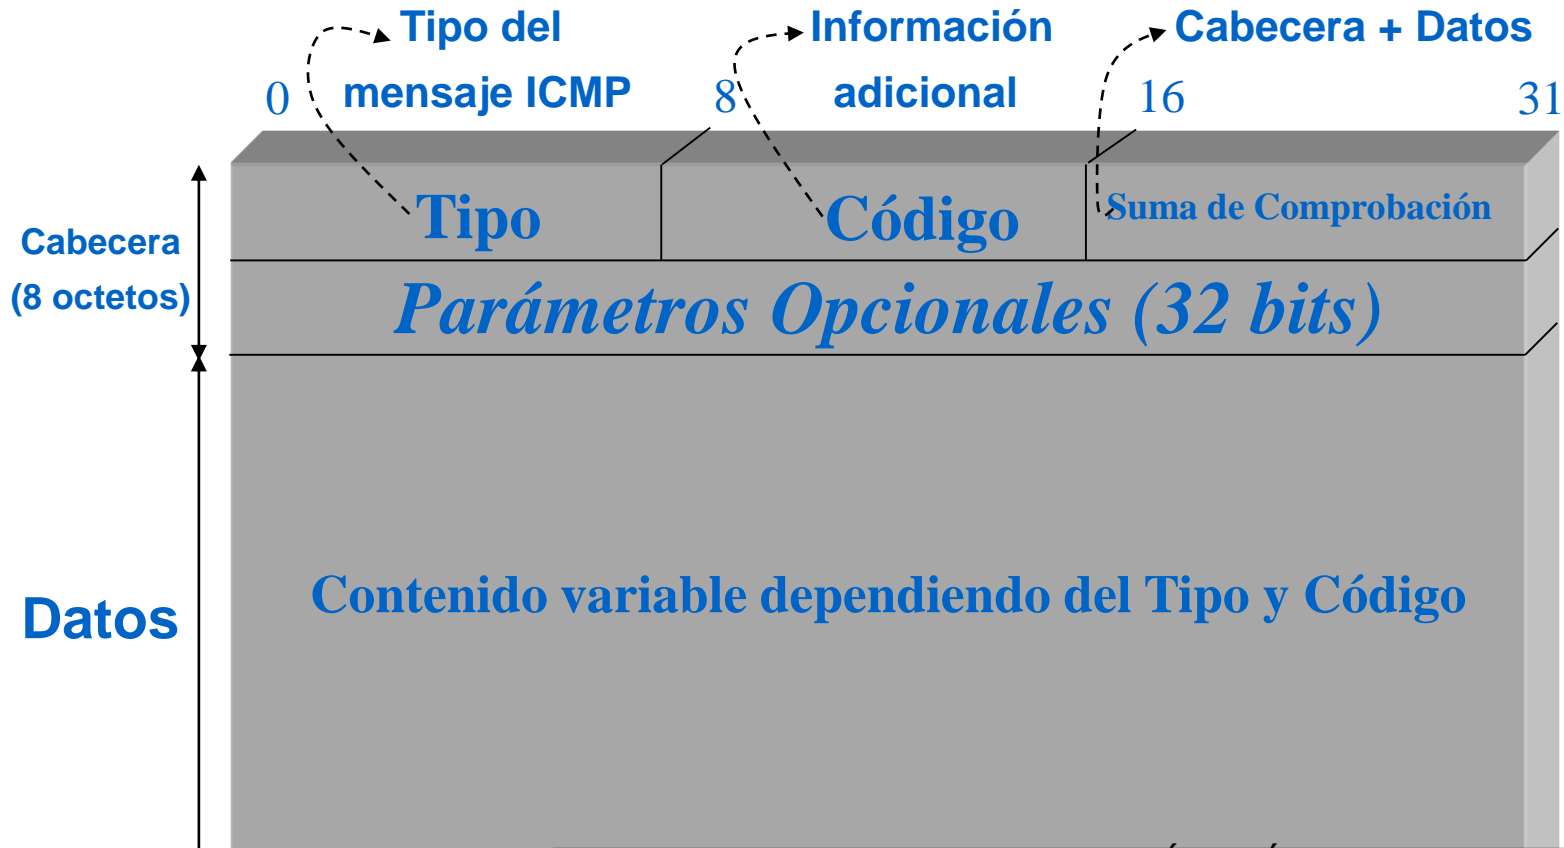 Tipo del
mensaje ICMP
Información
adicional
Cabecera + Datos
0
8
16
31
Tipo
Código
Suma de Comprobación
Cabecera
(8 octetos)
Parámetros Opcionales (32 bits)
Datos
Contenido variable dependiendo del Tipo y Código